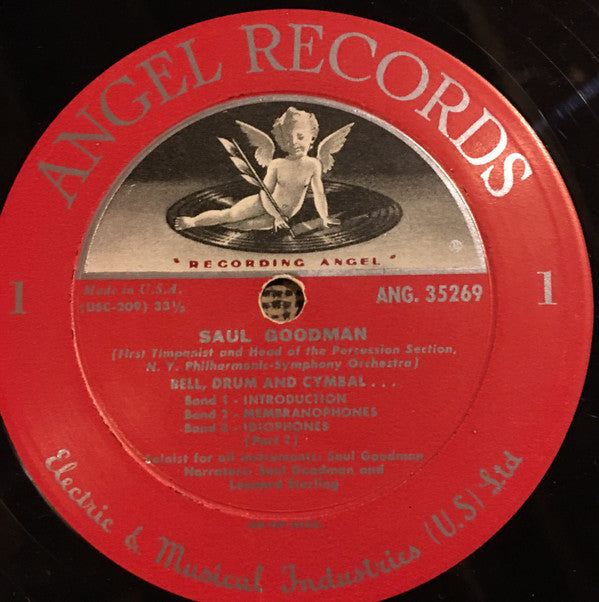 ANGEL RECORDS
"RECORDING ANGEL"
Made in U.S.A.
(USC-209) 33⅓
ANG. 35269
1
1
SAUL GOODMAN
(First Timpanist and Head of the Percussion Section,
N. Y. Philharmonic-Symphony Orchestra)
BELL, DRUM AND CYMBAL . . .
Band 1 - INTRODUCTION
Band 2 - MEMBRANOPHONES
Band 3 - IDIOPHONES
(Part 1)
Soloist for all instruments: Saul Goodman
Narrators: Saul Goodman and
Leonard Sterling
Electric & Musical Industries (U.S) Ltd